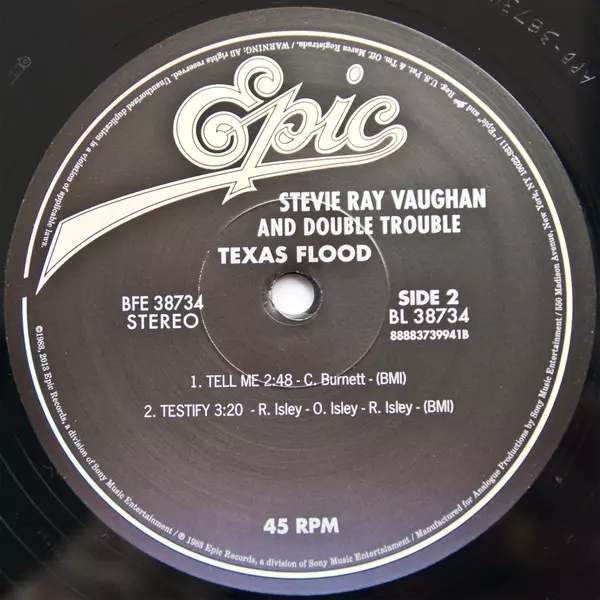 Epic
STEVIE RAY VAUGHAN
AND DOUBLE TROUBLE
TEXAS FLOOD
BFE 38734
STEREO
SIDE 2
BL 38734
88883739941B
1. TELL ME 2:48 - C. Burnett - (BMI)
2. TESTIFY 3:20 - R. Isley - O. Isley - R. Isley - (BMI)
45 RPM
©1983, 2013 Epic Records, a division of Sony Music Entertainment / ℗ 1983 Epic Records, a division of Sony Music Entertainment / Manufactured for Analogue Productions by Sony Music Entertainment / 550 Madison Avenue, New York, NY, 10022-3211 / "Epic" and Reg. U.S. Pat. & Tm. Off. Marca Registrada. / WARNING: All rights reserved. Unauthorized duplication is a violation of applicable laws.